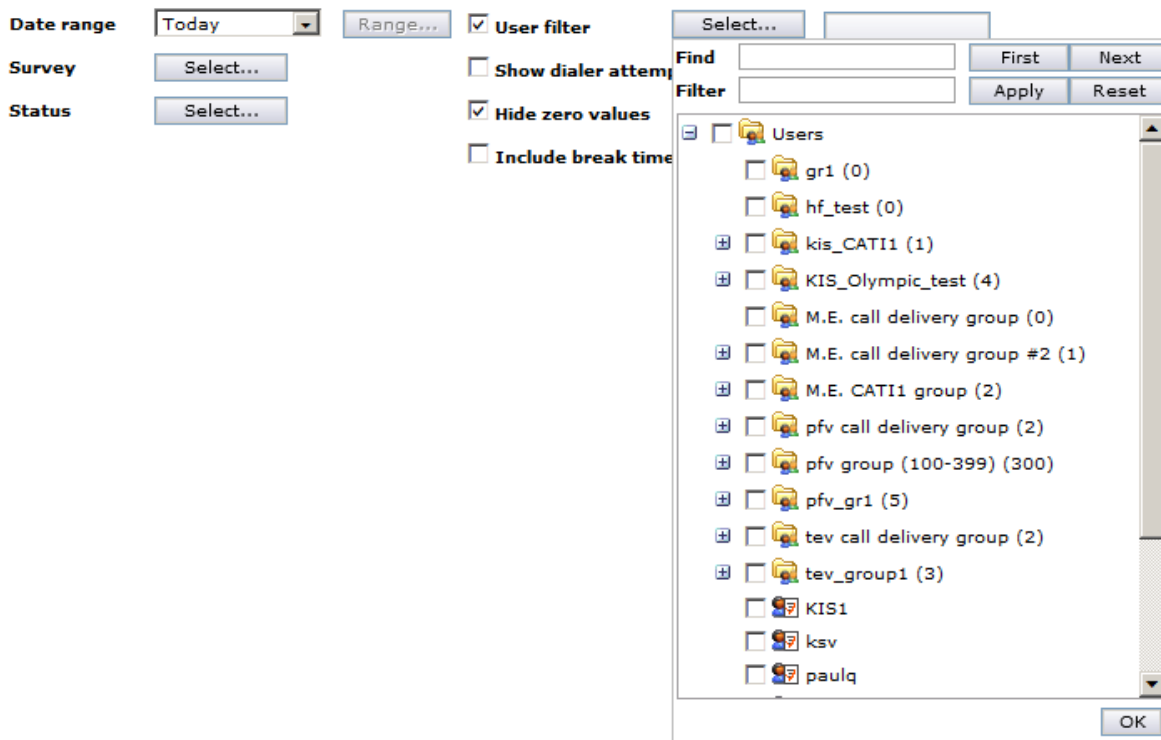 Date range Today Range... User filter Select...
Survey Select... Show dialer attemp
Status Select... Hide zero values
Include break time
Find First Next
Filter Apply Reset
Users
gr1 (0)
hf_test (0)
kis_CATI1 (1)
KIS_Olympic_test (4)
M.E. call delivery group (0)
M.E. call delivery group #2 (1)
M.E. CATI1 group (2)
pfv call delivery group (2)
pfv group (100-399) (300)
pfv_gr1 (5)
tev call delivery group (2)
tev_group1 (3)
KIS1
ksv
paulq
OK